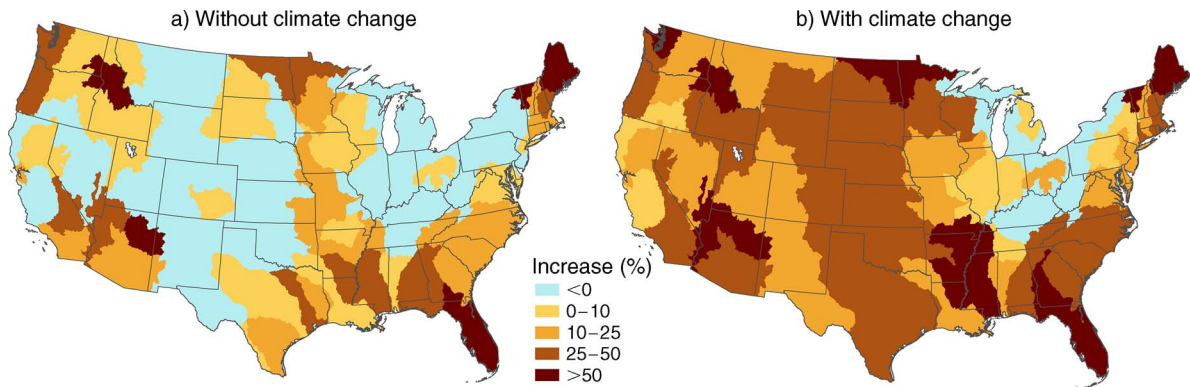 a) Without climate change
b) With climate change
Increase (%)
<0
0–10
10–25
25–50
>50